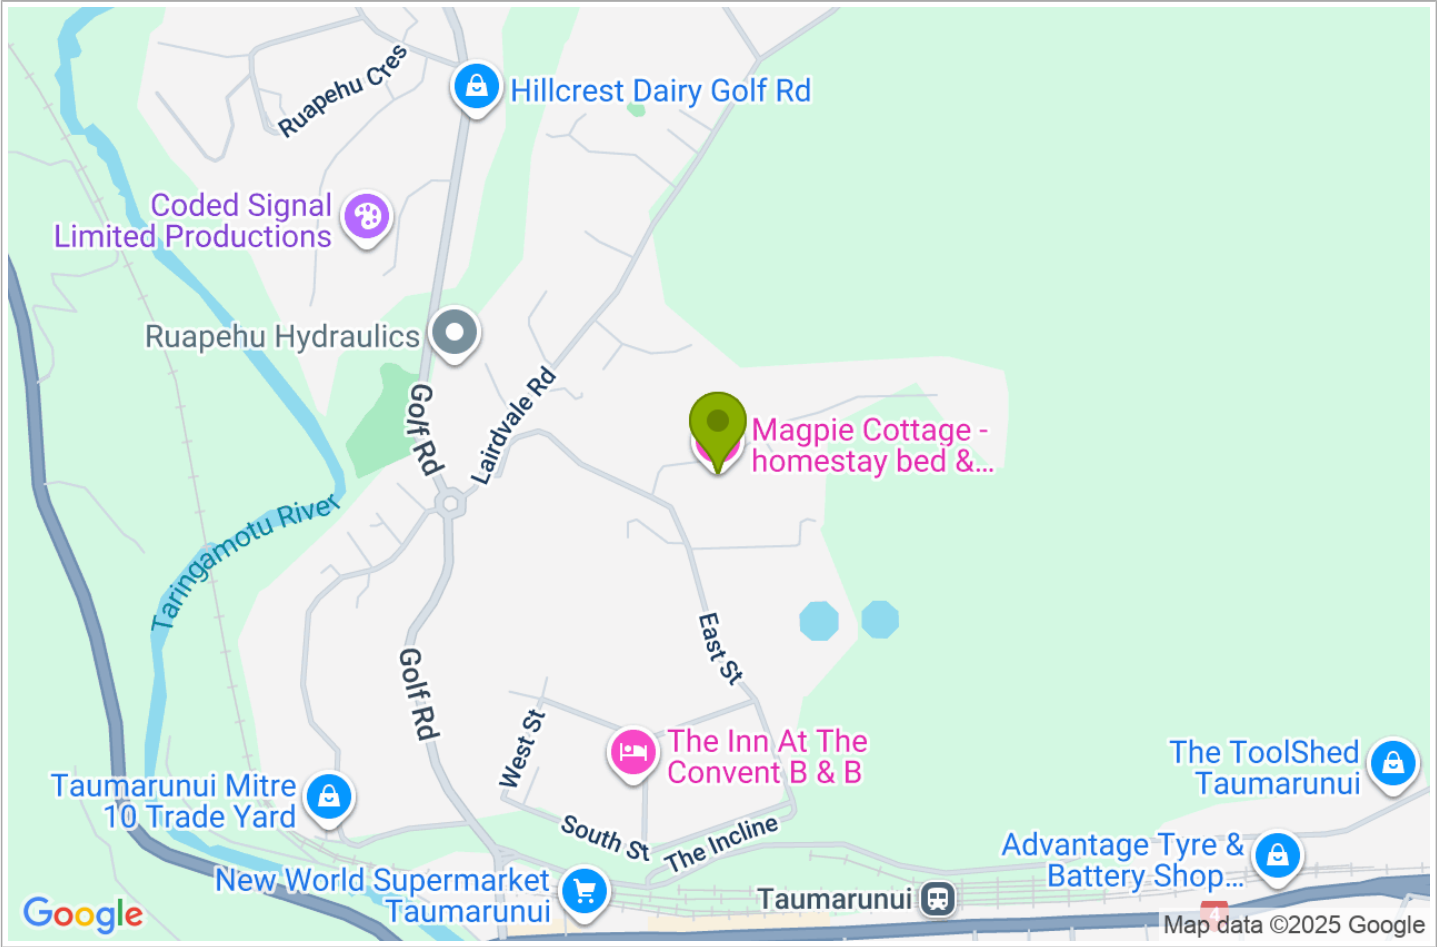 Ruapehu Cres
Hillcrest Dairy Golf Rd
Coded Signal
Limited Productions
Ruapehu Hydraulics
Golf Rd
Lairdvale Rd
Magpie Cottage -
homestay bed &...
Taringamotu River
East St
Golf Rd
West St
The Inn At The
Convent B & B
The ToolShed
Taumarunui
Taumarunui Mitre
10 Trade Yard
South St
The Incline
Advantage Tyre &
Battery Shop...
New World Supermarket
Taumarunui
Taumarunui
4
Google
Map data ©2025 Google